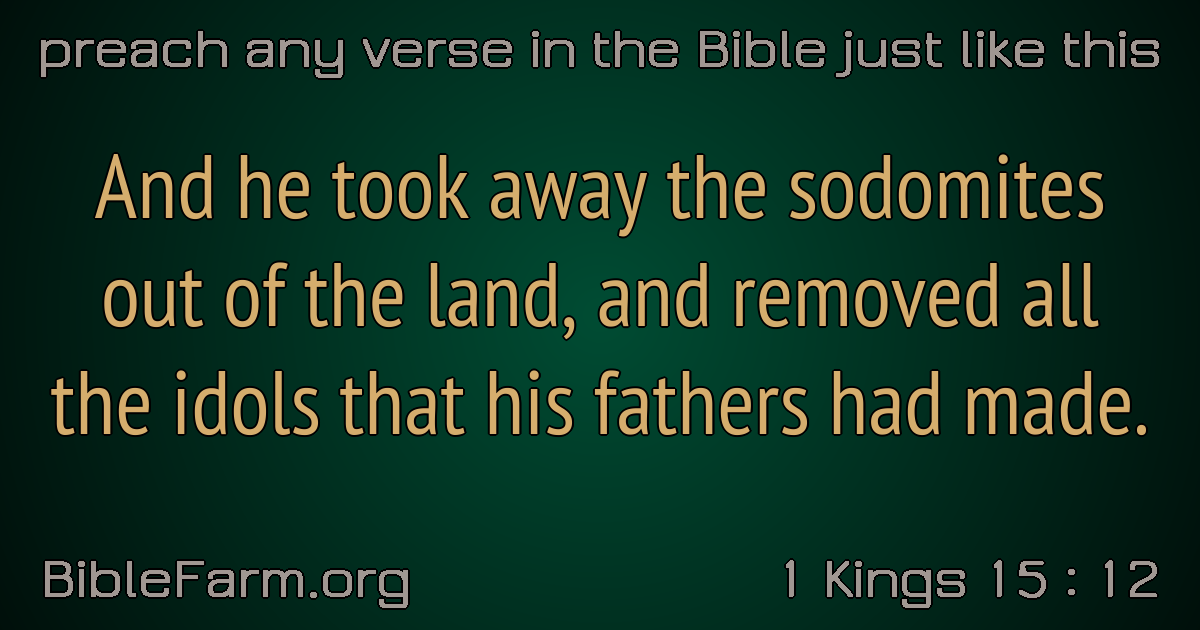 preach any verse in the Bible just like this
And he took away the sodomites
out of the land, and removed all
the idols that his fathers had made.
BibleFarm.org
1 Kings 15 : 12